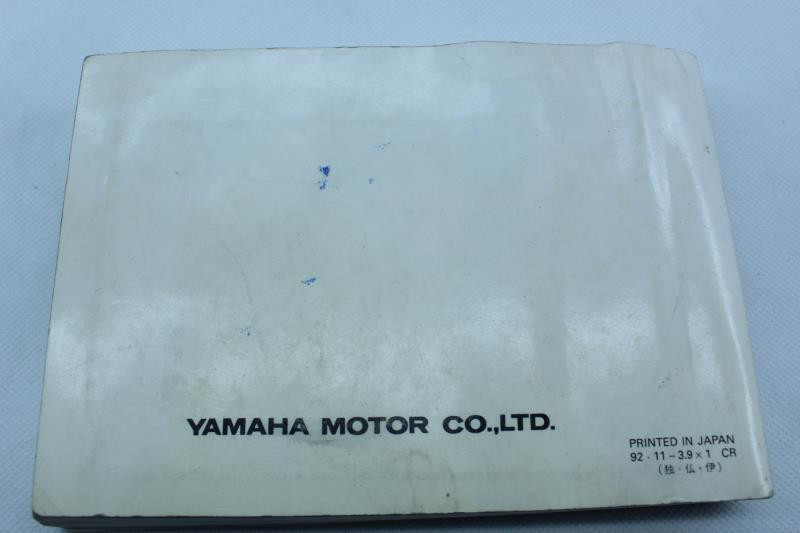 YAMAHA MOTOR CO.,LTD.
PRINTED IN JAPAN
92・11－3.9×1 CR
(独・仏・伊)